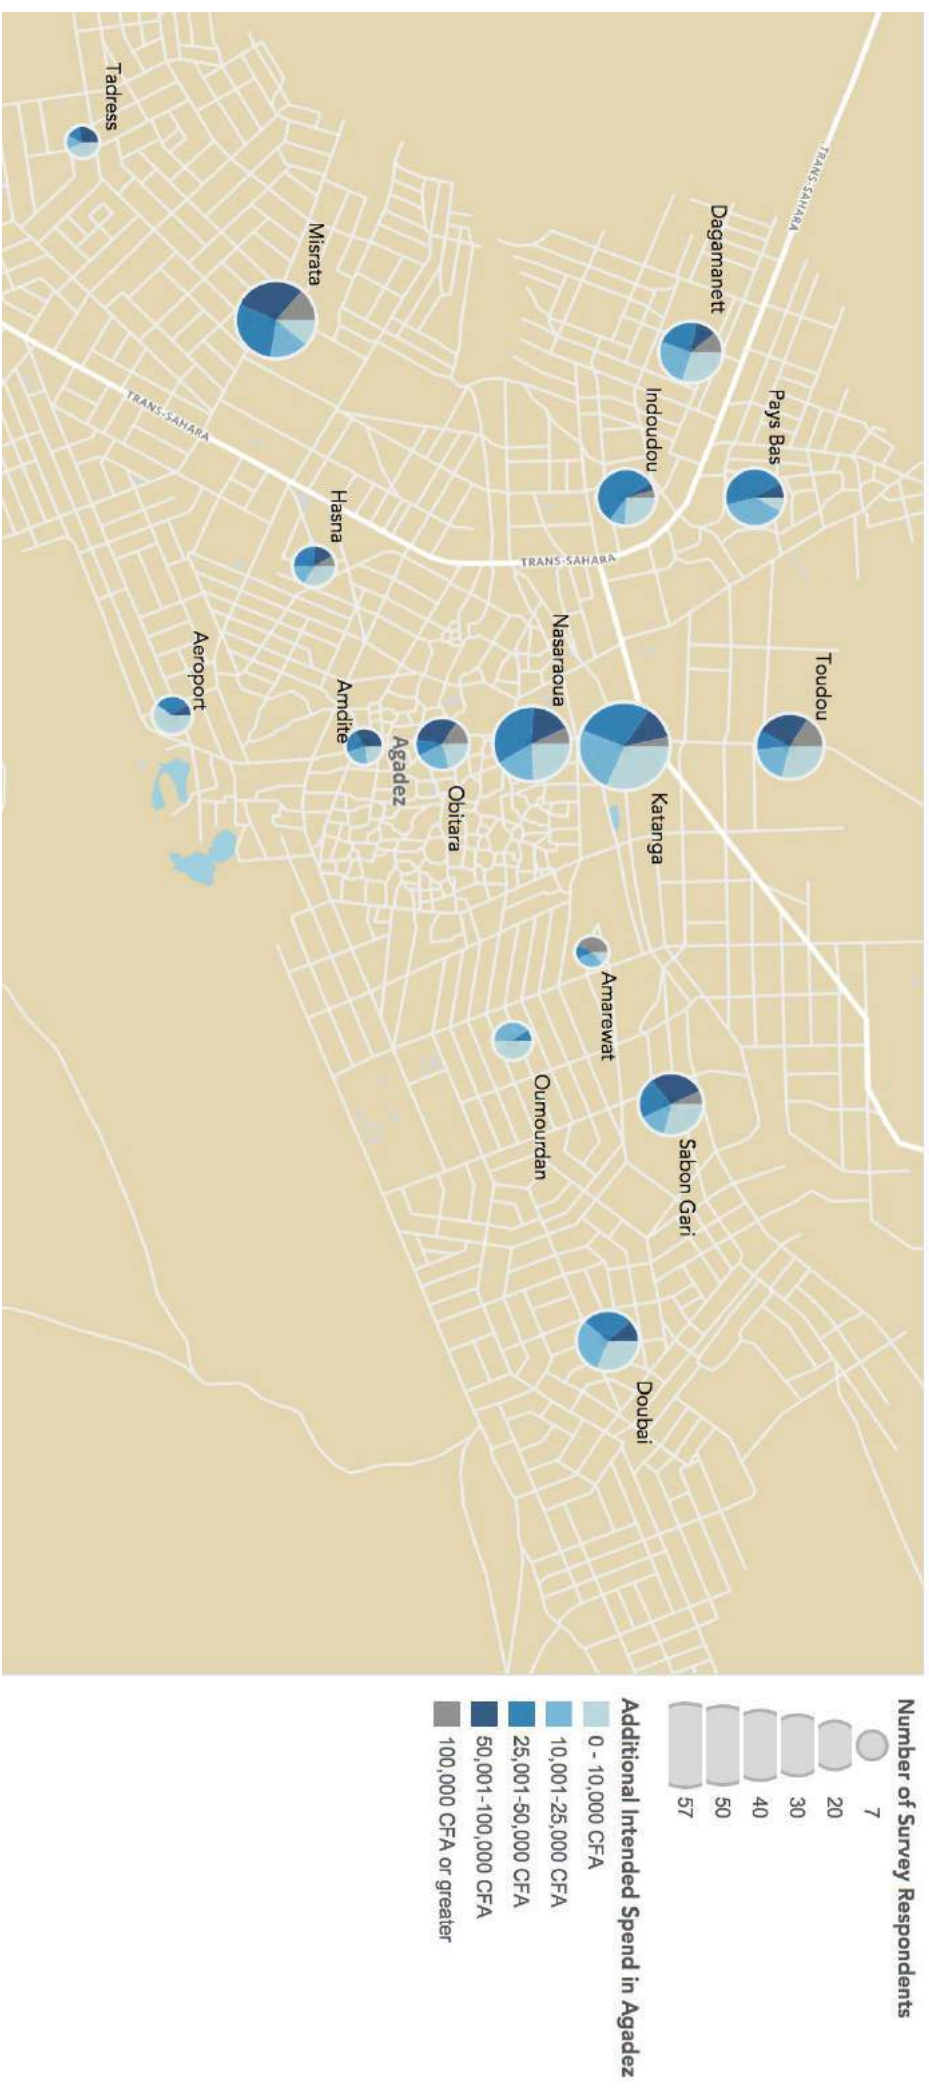 Number of Survey Respondents
7
20
30
40
50
57
Additional Intended Spend in Agadez
0 - 10,000 CFA
10,001-25,000 CFA
25,001-50,000 CFA
50,001-100,000 CFA
100,000 CFA or greater
TRANS-SAHARA
Toudou
Pays Bas
Dagamanett
Indoudou
Katanga
Sabon Gari
Doubai
Amarewat
TRANS-SAHARA
Nasaraoua
Oumourdan
Obitara
Agadez
Amdite
Hasna
Misrata
Aeroport
TRANS-SAHARA
Tadress